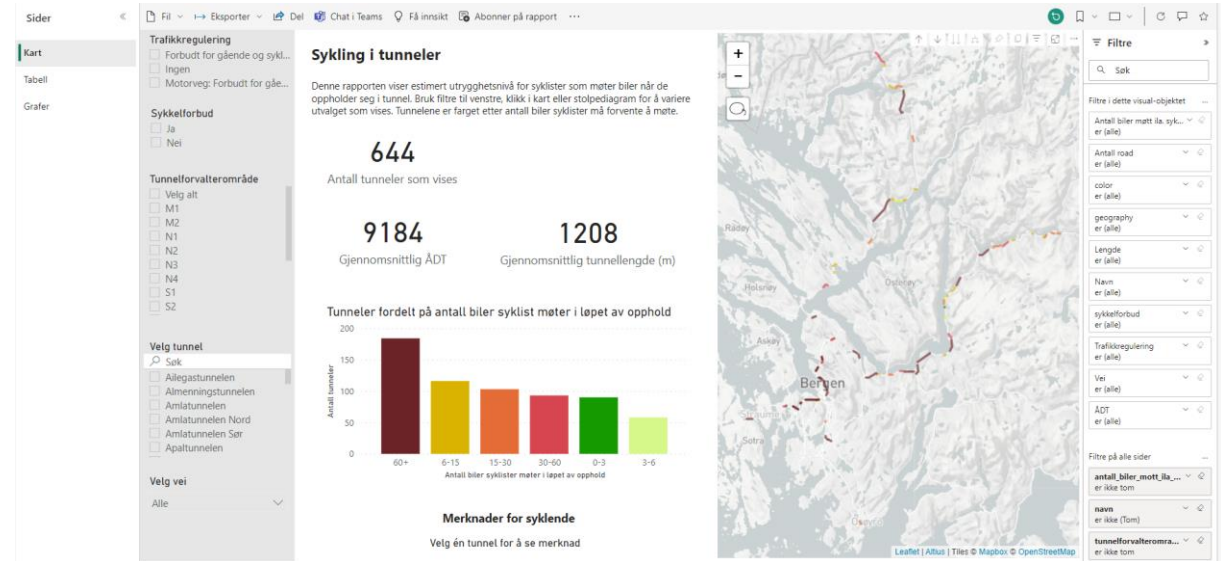 Sider
Fil
Eksporter
Del
Chat i Teams
Få innsikt
Abonner på rapport
Kart
Tabell
Grafer
Trafikkregulering
Forbudt for gående og sykl...
Ingen
Motorveg: Forbudt for gåe...
Sykkelforbud
Ja
Nei
Tunnelforvalterområde
Velg alt
M1
M2
N1
N2
N3
N4
S1
S2
Velg tunnel
Søk
Ailegastunnelen
Almenningstunnelen
Amlatunnelen
Amlatunnelen Nord
Amlatunnelen Sør
Apaltunnelen
Velg vei
Alle
Sykling i tunneler
Denne rapporten viser estimert utrygghetsnivå for syklister som møter biler når de
oppholder seg i tunnel. Bruk filtre til venstre, klikk i kart eller stolpediagram for å variere
utvalget som vises. Tunnelene er farget etter antall biler syklister må forvente å møte.
644
Antall tunneler som vises
9184
Gjennomsnittlig ÅDT
1208
Gjennomsnittlig tunnellengde (m)
Tunneler fordelt på antall biler syklist møter i løpet av opphold
Antall tunneler
200
150
100
50
0
60+ 6-15 15-30 30-60 0-3 3-6
Antall biler syklister møter i løpet av opphold
Merknader for syklende
Velg én tunnel for å se merknad
+
−
Radøy
Holsnøy
Osterøy
Askøy
Bergen
Straume
Sotra
Leaflet | Altius | Tiles © Mapbox © OpenStreetMap
Filtre
Søk
Filtre i dette visual-objektet
Antall biler møtt ila. syk...
er (alle)
Antall road
er (alle)
color
er (alle)
geography
er (alle)
Lengde
er (alle)
Navn
er (alle)
sykkelforbud
er (alle)
Trafikkregulering
er (alle)
Vei
er (alle)
ÅDT
er (alle)
Filtre på alle sider
antall_biler_mott_ila_...
er ikke tom
navn
er ikke (Tom)
tunnelforvalteromra...
er ikke tom